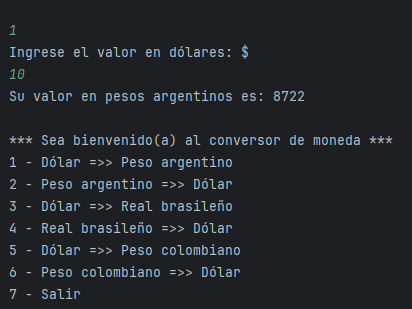 1
Ingrese el valor en dólares: $
10
Su valor en pesos argentinos es: 8722
*** Sea bienvenido(a) al conversor de moneda ***
1 - Dólar =>> Peso argentino
2 - Peso argentino =>> Dólar
3 - Dólar =>> Real brasileño
4 - Real brasileño =>> Dólar
5 - Dólar =>> Peso colombiano
6 - Peso colombiano =>> Dólar
7 - Salir